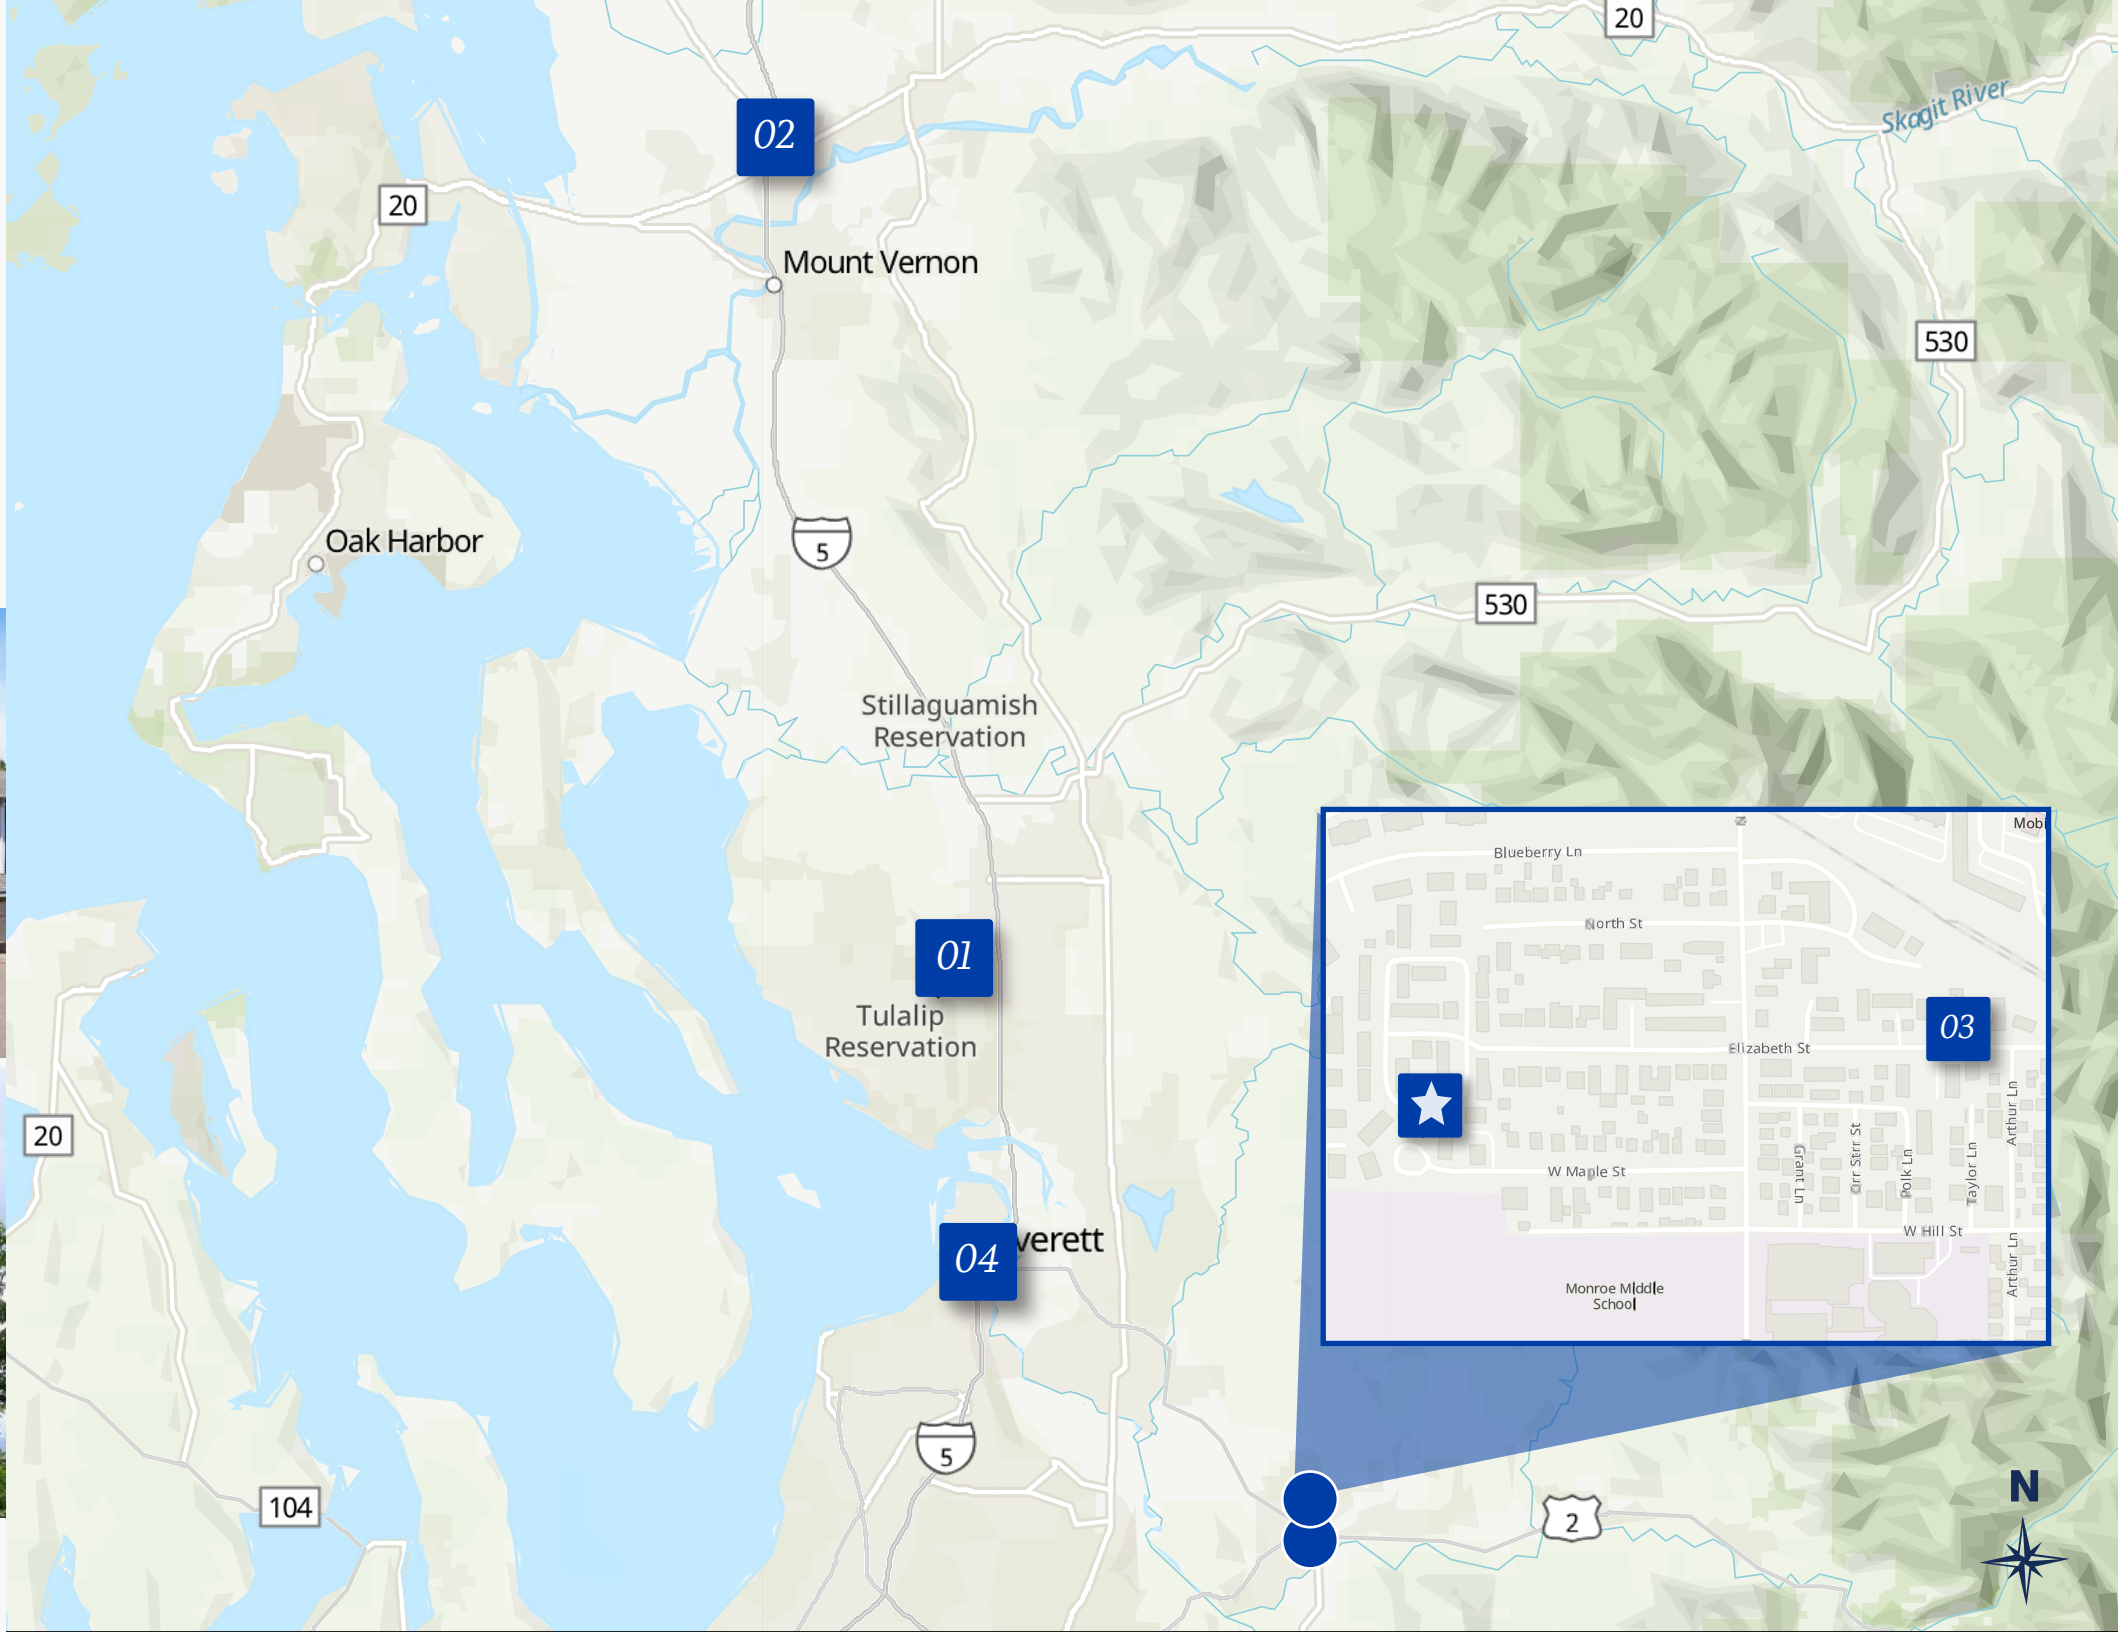 20
Skagit River
02
20
Mount Vernon
530
5
Oak Harbor
530
Stillaguamish
Reservation
01
Tulalip
Reservation
20
04
verett
5
104
2
N
Mobi
Blueberry Ln
North St
03
Elizabeth St
Arthur Ln
W Maple St
Grant Ln
Orr Strr St
Polk Ln
Taylor Ln
W Hill St
Arthur Ln
Monroe Middle
School